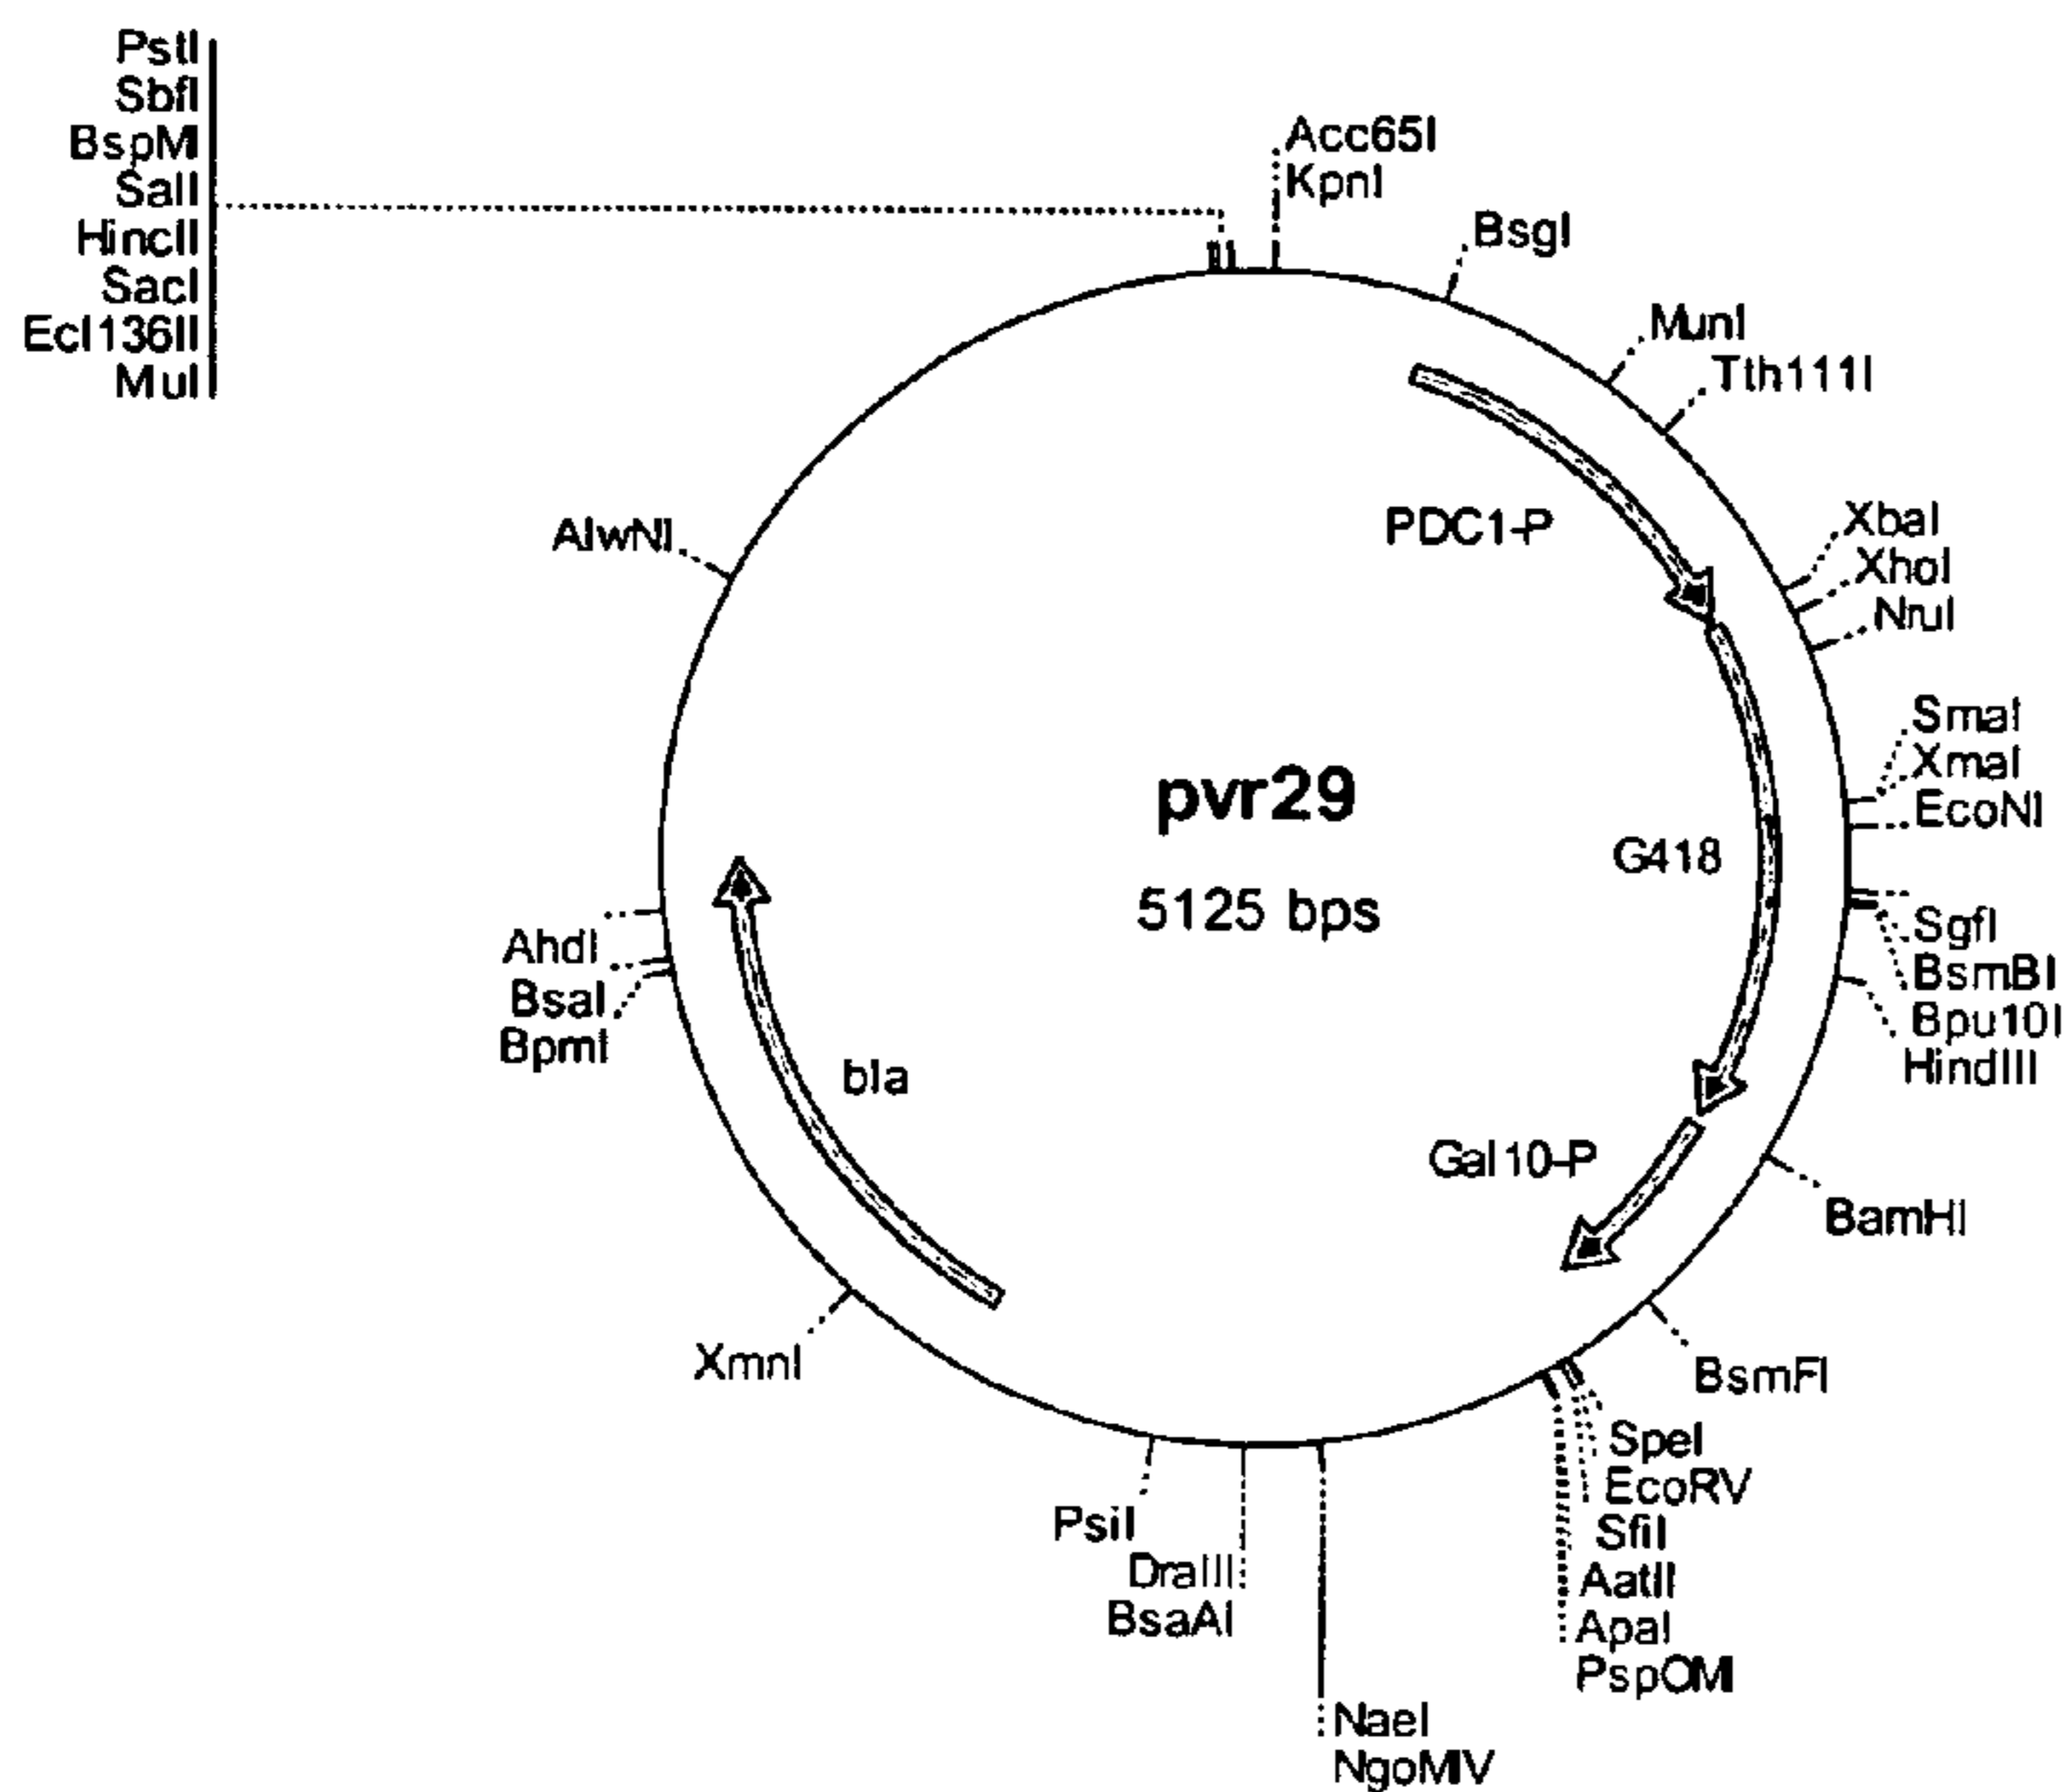 PstI
SbfI
BspMI
SalI
HincII
SacI
Ecl136II
MluI
Acc65I
KpnI
BsgI
MunI
Tth111I
XbaI
XhoI
NruI
SmaI
XmaI
EcoNI
SgfI
BsmBI
Bpu10I
HindIII
BamHI
BsmFI
SpeI
EcoRV
SfiI
AatII
ApaI
PspOMI
NaeI
NgoMIV
DraIII
BsaAI
PsiI
XmnI
BpmI
BsaI
AhdI
AlwNI
PDC1-P
G418
Gal10-P
bla
pvr29
5125 bps